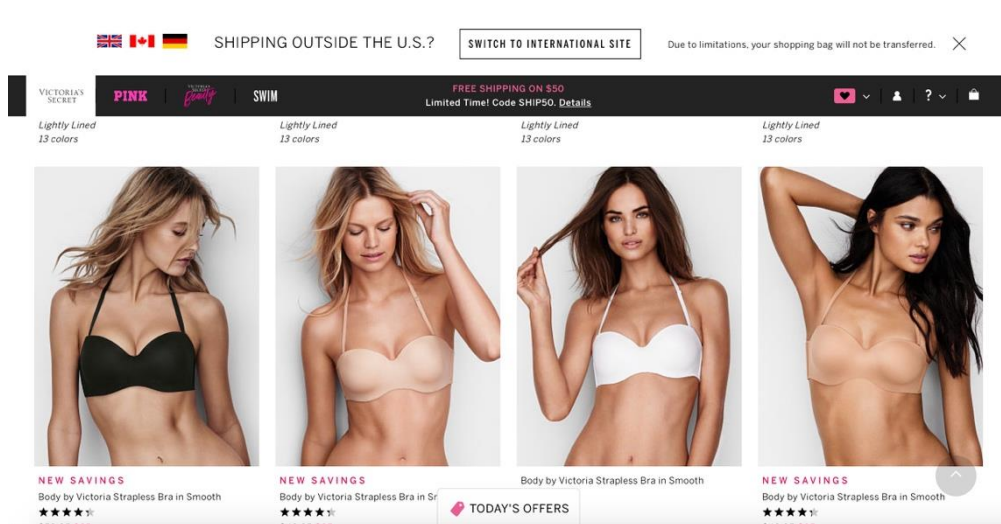 SHIPPING OUTSIDE THE U.S.?
SWITCH TO INTERNATIONAL SITE
Due to limitations, your shopping bag will not be transferred.
VICTORIA'S
SECRET
PINK
VICTORIA'S SECRET
Beauty
SWIM
FREE SHIPPING ON $50
Limited Time! Code SHIP50. Details
?
Lightly Lined
13 colors
Lightly Lined
13 colors
Lightly Lined
13 colors
Lightly Lined
13 colors
NEW SAVINGS
Body by Victoria Strapless Bra in Smooth
NEW SAVINGS
Body by Victoria Strapless Bra in
Body by Victoria Strapless Bra in Smooth
NEW SAVINGS
Body by Victoria Strapless Bra in Smooth
TODAY'S OFFERS